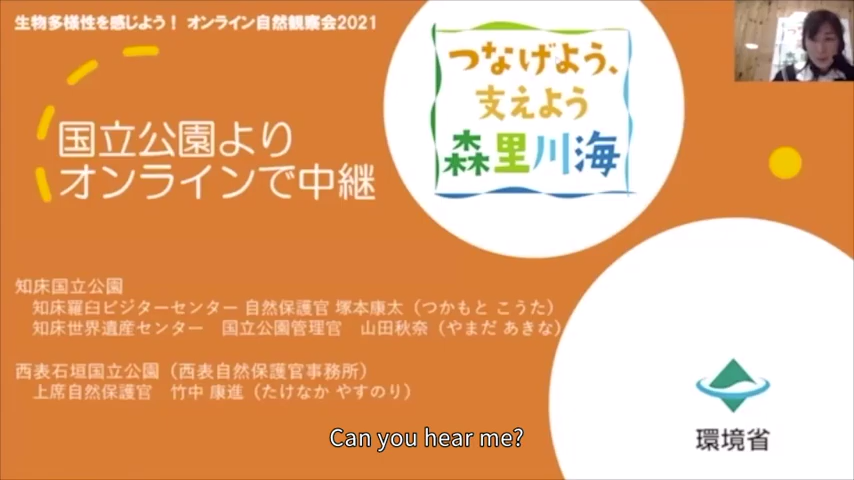 生物多様性を感じよう! オンライン自然観察会2021
国立公園より
オンラインで中継
つなげよう、
支えよう
森里川海
知床国立公園
知床羅臼ビジターセンター 自然保護官 塚本康太(つかもと こうた)
知床世界遺産センター 国立公園管理官 山田秋奈(やまだ あきな)
西表石垣国立公園(西表自然保護官事務所)
上席自然保護官 竹中 康進(たけなか やすのり)
環境省
Can you hear me?